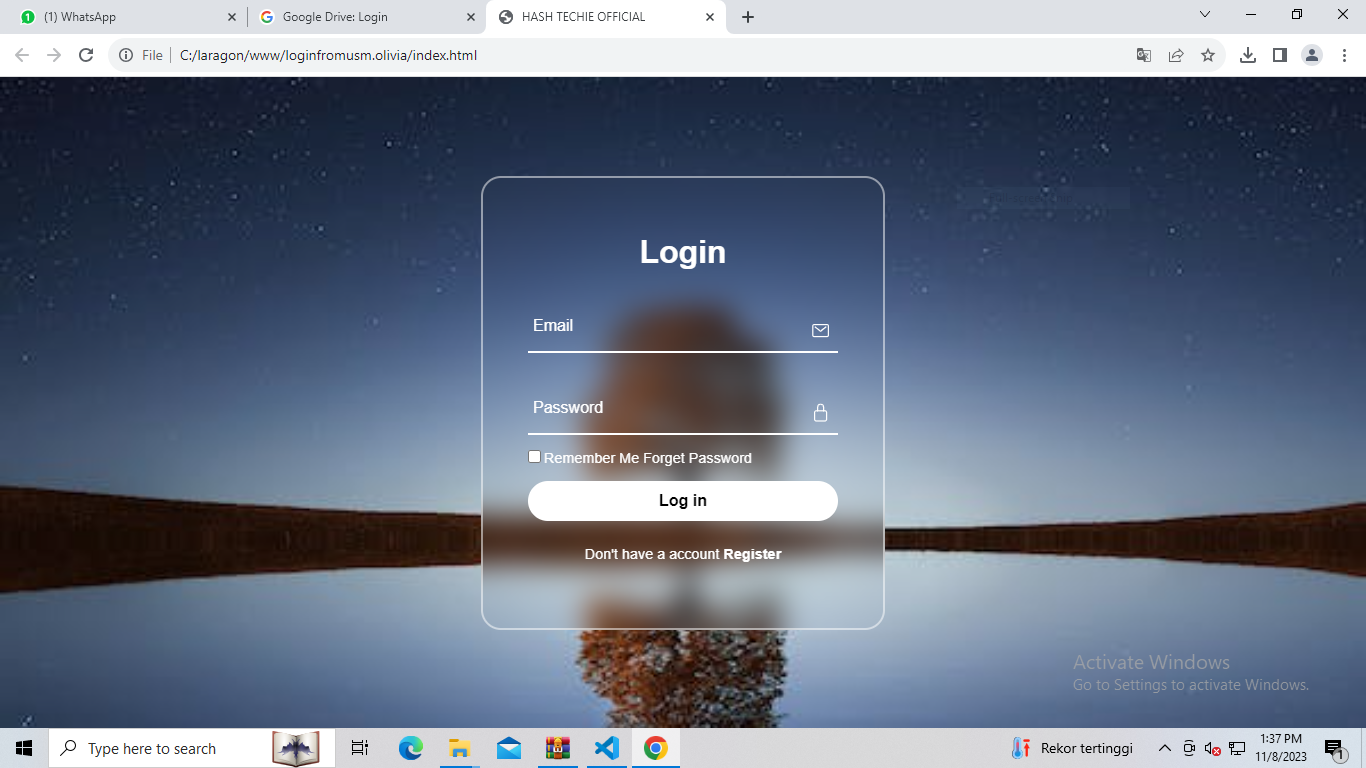 (1) WhatsApp
Google Drive: Login
HASH TECHIE OFFICIAL
File
C:/laragon/www/loginfromusm.olivia/index.html
Login
Email
Password
Remember Me Forget Password
Log in
Don't have a account Register
Activate Windows
Go to Settings to activate Windows.
Type here to search
Rekor tertinggi
1:37 PM
11/8/2023
1